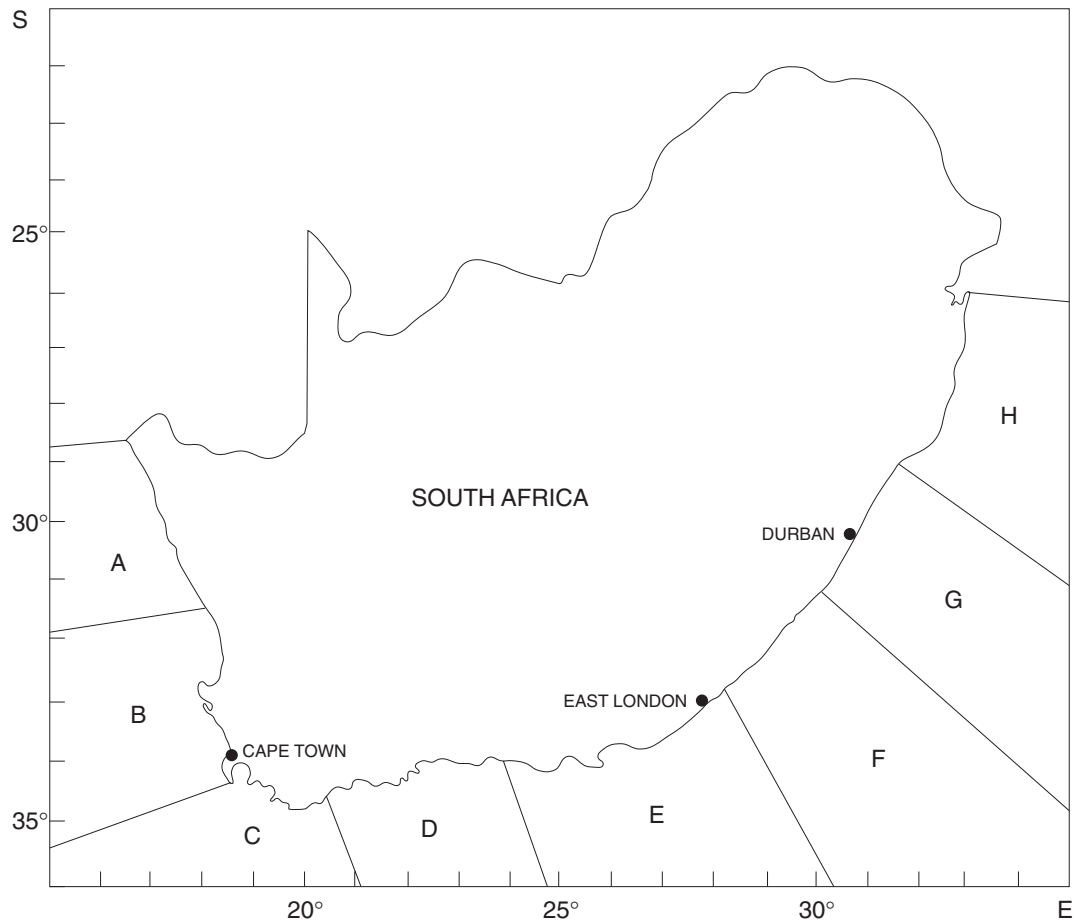 S
25°
H
SOUTH AFRICA
30°
DURBAN
A
G
EAST LONDON
B
CAPE TOWN
F
E
35°
C
D
20°
25°
30°
E